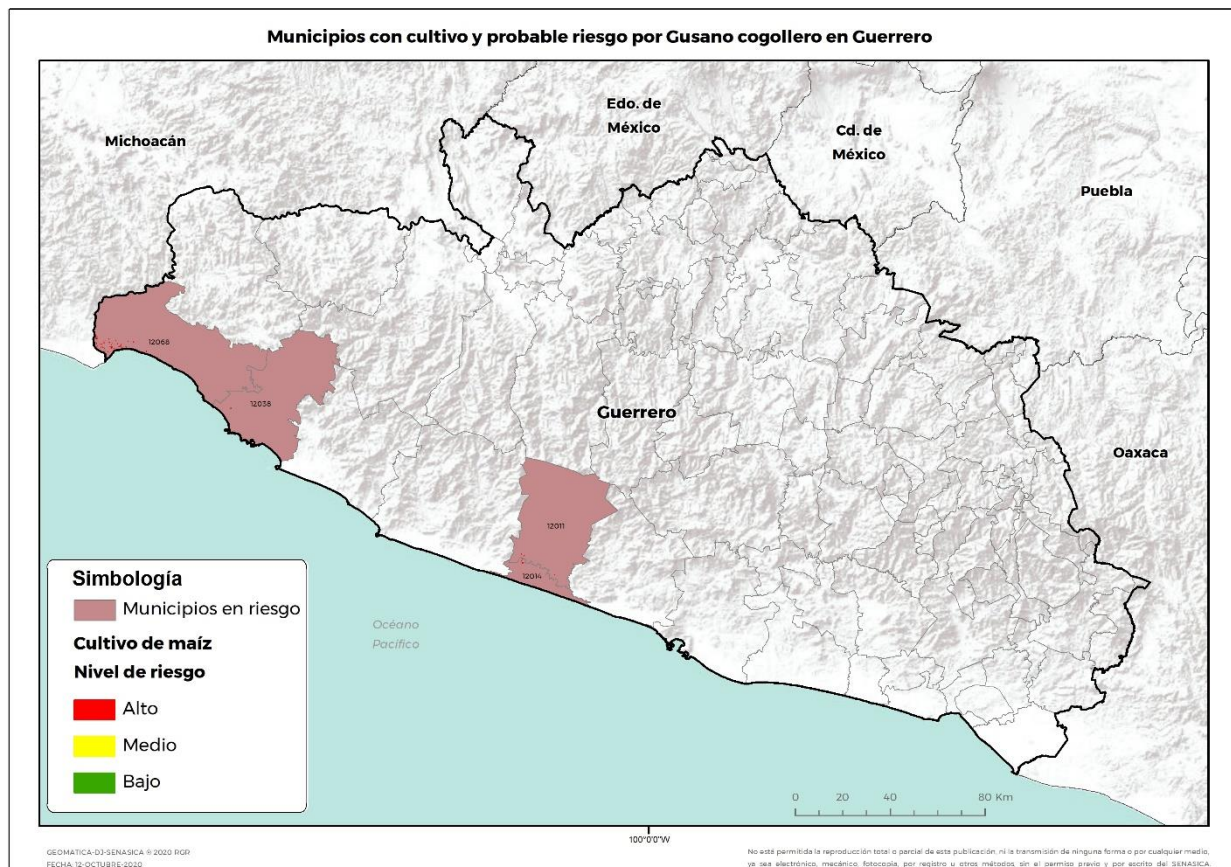 Municipios con cultivo y probable riesgo por Gusano cogollero en Guerrero
Michoacán
Edo. de
México
Cd. de
México
Puebla
12068
12038
Guerrero
Oaxaca
12011
12014
Océano
Pacífico
Simbología
Municipios en riesgo
Cultivo de maíz
Nivel de riesgo
Alto
Medio
Bajo
0 20 40 80 Km
100°0'0"W
GEOMATICA-DJ-SENASICA © 2020 RGR
FECHA: 12-OCTUBRE-2020
No está permitida la reproducción total o parcial de esta publicación, ni la transmisión de ninguna forma o por cualquier medio,
ya sea electrónico, mecánico, fotocopia, por registro u otros métodos, sin el permiso previo y por escrito del SENASICA